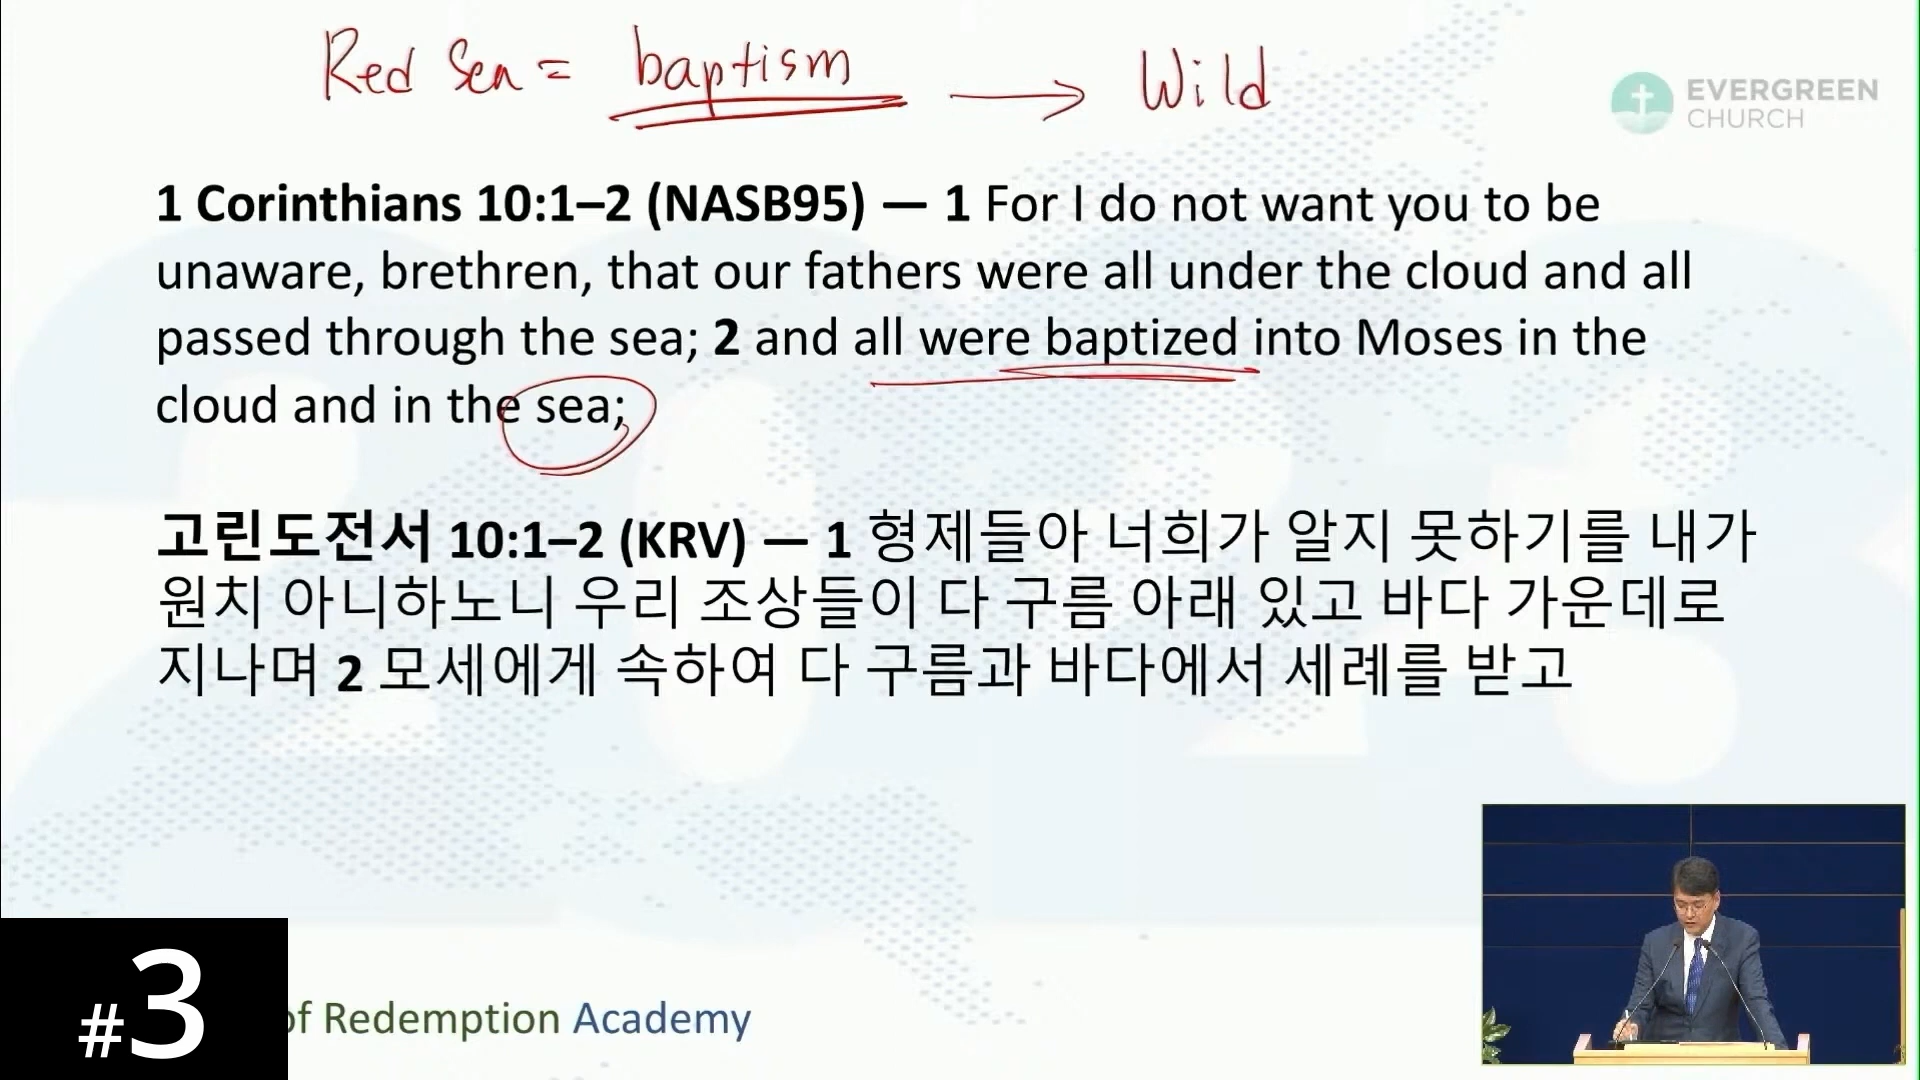 Red Sea = baptism → Wild
EVERGREEN
CHURCH
1 Corinthians 10:1–2 (NASB95) — 1 For I do not want you to be
unaware, brethren, that our fathers were all under the cloud and all
passed through the sea; 2 and all were baptized into Moses in the
cloud and in the sea;
고린도전서 10:1–2 (KRV) — 1 형제들아 너희가 알지 못하기를 내가
원치 아니하노니 우리 조상들이 다 구름 아래 있고 바다 가운데로
지나며 2 모세에게 속하여 다 구름과 바다에서 세례를 받고
#3
of Redemption Academy